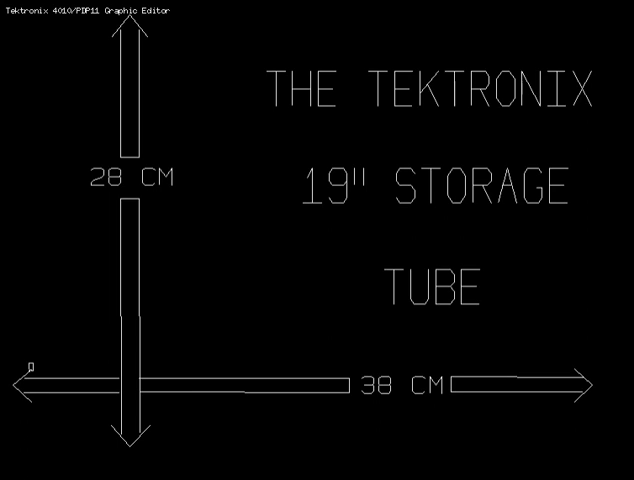 Tektronix 4010/PDP11 Graphic Editor
THE TEKTRONIX
28 CM
19" STORAGE
TUBE
38 CM